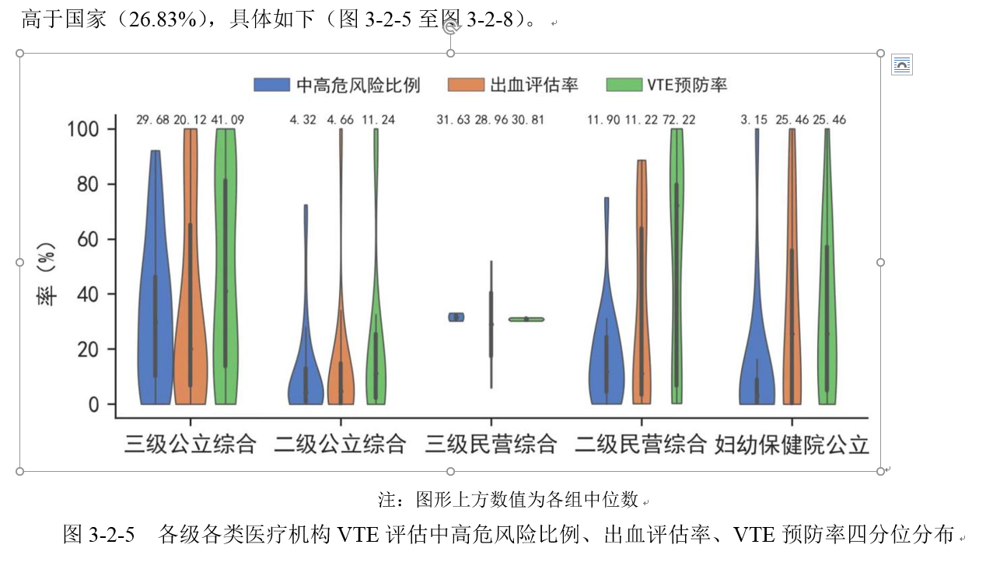 高于国家（26.83%），具体如下（图 3-2-5 至图 3-2-8）。
中高危风险比例 出血评估率 VTE预防率
29.68 20.12 41.09 4.32 4.66 11.24 31.63 28.96 30.81 11.90 11.22 72.22 3.15 25.46 25.46
100
80
60
40
20
0
率（%）
三级公立综合 二级公立综合 三级民营综合 二级民营综合 妇幼保健院公立
注：图形上方数值为各组中位数
图 3-2-5 各级各类医疗机构 VTE 评估中高危风险比例、出血评估率、VTE 预防率四分位分布